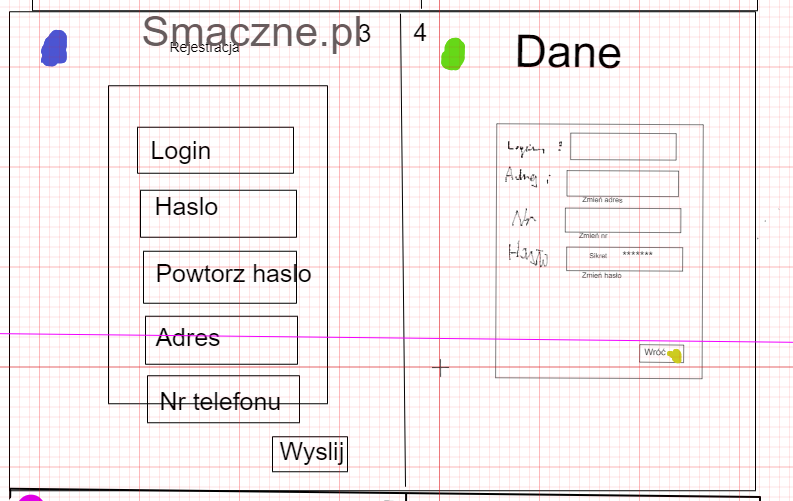 Smaczne.pl
Rejestracja
3
Login
Haslo
Powtorz haslo
Adres
Nr telefonu
Wyslij
4
Dane
Login :
Adres :
Zmień adres
Nr
Zmień nr
Hasło
Sikret *******
Zmień hasło
Wróć